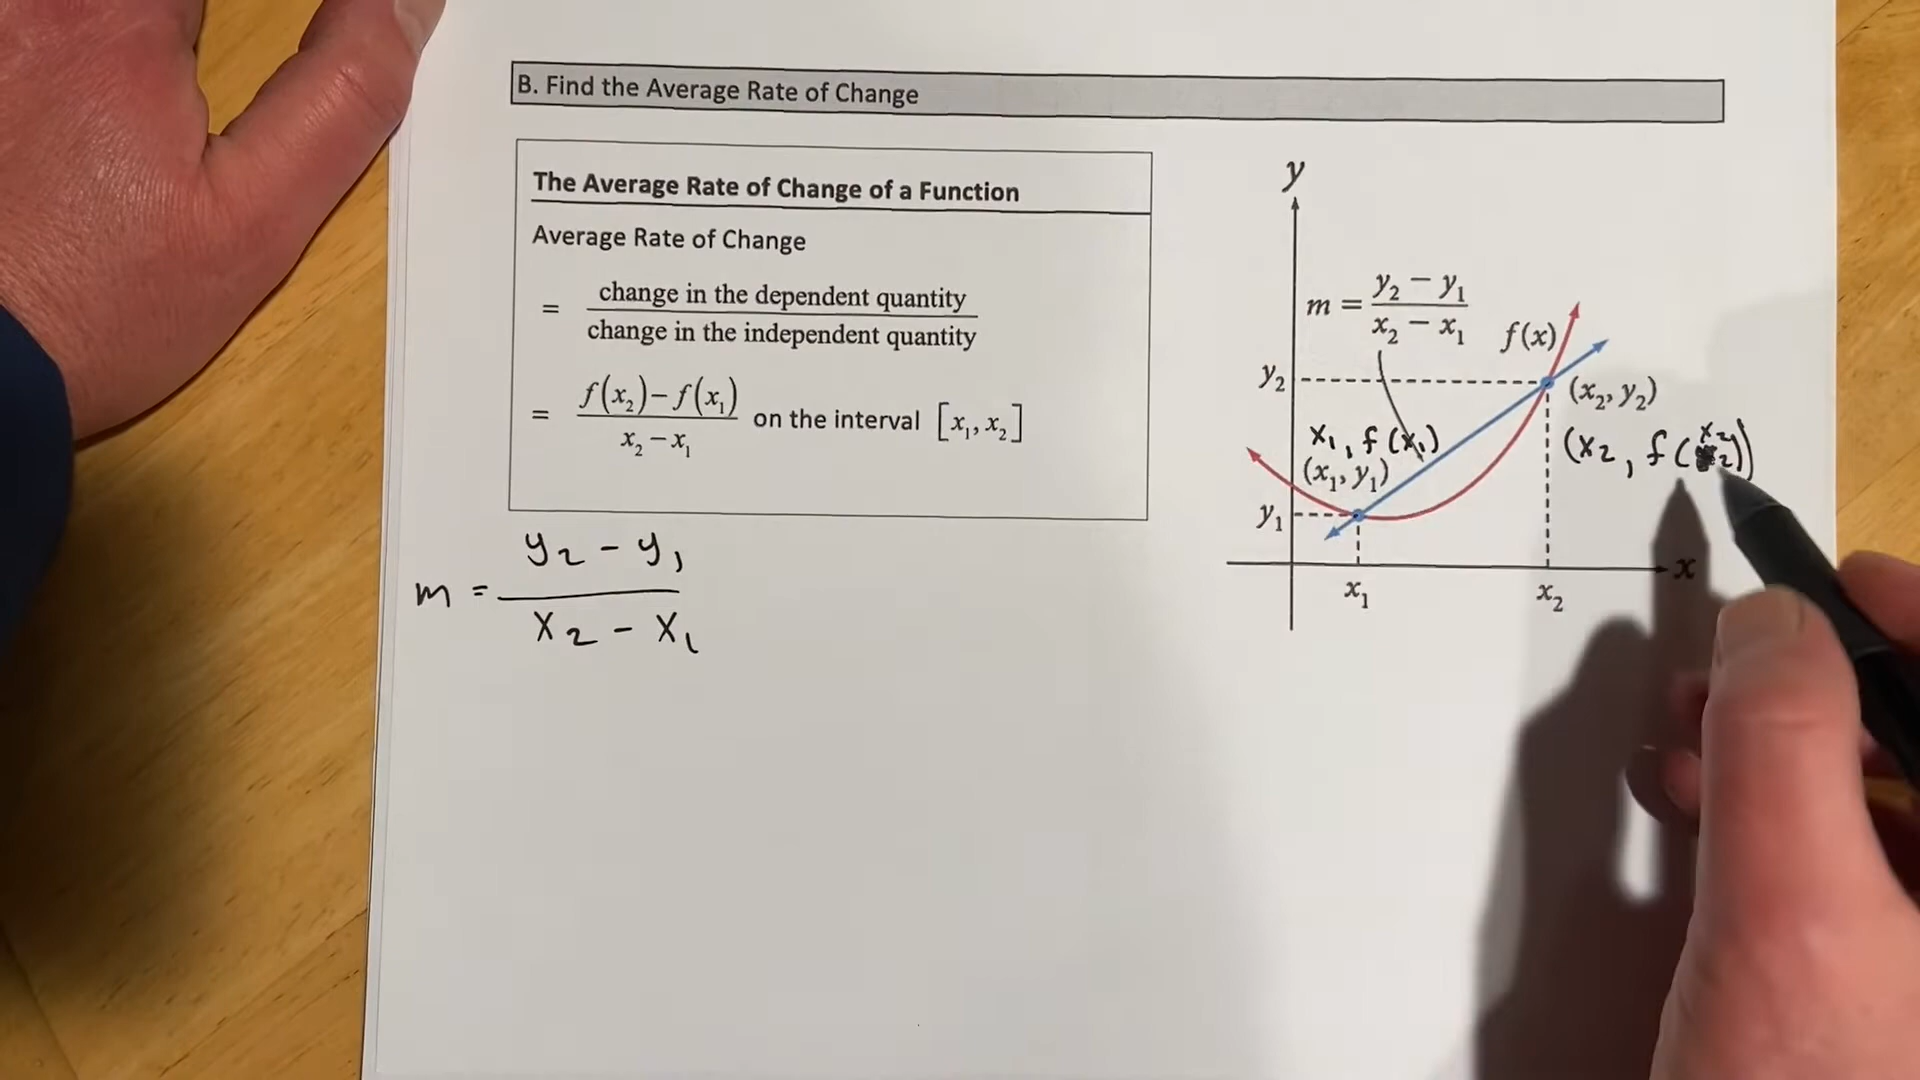 B. Find the Average Rate of Change
The Average Rate of Change of a Function
Average Rate of Change
= change in the dependent quantity
change in the independent quantity
= f(x₂)−f(x₁)
x₂−x₁
on the interval [x₁, x₂]
m = y₂ - y₁
x₂ - x₁
y
m = y₂ − y₁
x₂ − x₁
f(x)
y₂
(x₂, y₂)
x₁, f(x₁)
(x₂, f(x₂))
(x₁, y₁)
y₁
x
x₁
x₂